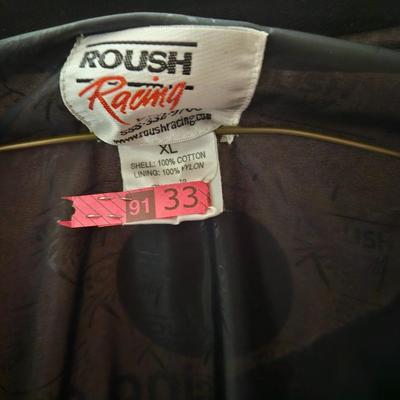 ROUSH
Racing
www.roushracing.com
XL
SHELL: 100% COTTON
LINING: 100% NYLON
91 33